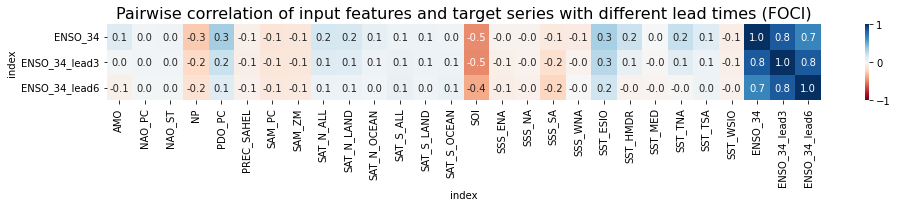 Pairwise correlation of input features and target series with different lead times (FOCI)
index
ENSO_34 0.1 0.0 0.0 -0.3 0.3 -0.1 -0.1 -0.1 0.2 0.2 0.1 0.1 0.1 0.0 -0.5 -0.0 -0.0 -0.1 -0.1 0.3 0.2 0.0 0.2 0.1 -0.1 1.0 0.8 0.7
ENSO_34_lead3 0.0 0.0 0.0 -0.2 0.2 -0.1 -0.1 -0.1 0.1 0.1 0.0 0.1 0.1 0.0 -0.5 -0.0 -0.0 -0.1 -0.0 0.3 0.1 0.0 0.1 0.1 -0.1 0.8 1.0 0.8
ENSO_34_lead6 -0.1 0.0 0.0 -0.2 0.1 -0.1 -0.1 -0.1 0.1 0.1 0.0 0.1 0.1 0.0 -0.4 -0.0 -0.0 -0.2 -0.0 0.2 -0.0 -0.0 0.0 0.0 -0.1 0.7 0.8 1.0
AMO
NAO_PC
NAO_ST
NP
PDO_PC
PREC_SAHEL
SAM_PC
SAM_ZM
SAT_N_ALL
SAT_N_LAND
SAT_N_OCEAN
SAT_S_ALL
SAT_S_LAND
SAT_S_OCEAN
SOI
SSS_ENA
SSS_NA
SSS_SA
SSS_WNA
SST_ESIO
SST_HMDR
SST_MED
SST_TNA
SST_TSA
SST_WSIO
ENSO_34
ENSO_34_lead3
ENSO_34_lead6
index
1
0
−1